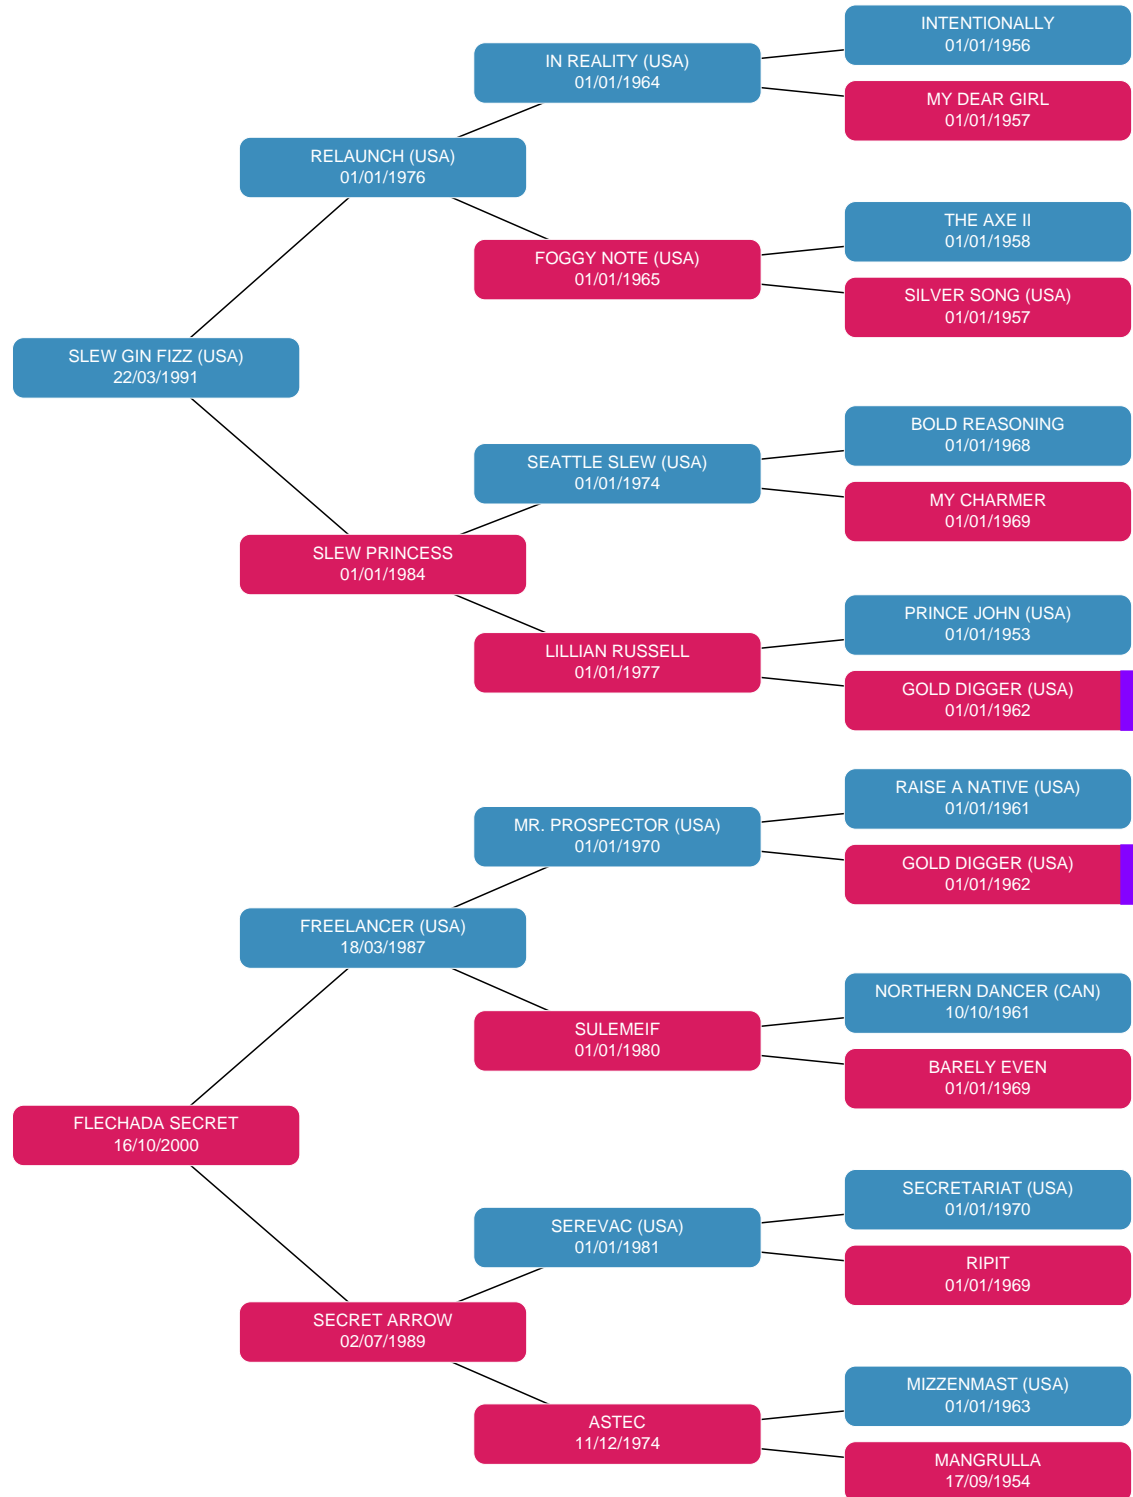 INTENTIONALLY
01/01/1956
IN REALITY (USA)
01/01/1964
MY DEAR GIRL
01/01/1957
RELAUNCH (USA)
01/01/1976
THE AXE II
01/01/1958
FOGGY NOTE (USA)
01/01/1965
SILVER SONG (USA)
01/01/1957
SLEW GIN FIZZ (USA)
22/03/1991
BOLD REASONING
01/01/1968
SEATTLE SLEW (USA)
01/01/1974
MY CHARMER
01/01/1969
SLEW PRINCESS
01/01/1984
PRINCE JOHN (USA)
01/01/1953
LILLIAN RUSSELL
01/01/1977
GOLD DIGGER (USA)
01/01/1962
RAISE A NATIVE (USA)
01/01/1961
MR. PROSPECTOR (USA)
01/01/1970
GOLD DIGGER (USA)
01/01/1962
FREELANCER (USA)
18/03/1987
NORTHERN DANCER (CAN)
10/10/1961
SULEMEIF
01/01/1980
BARELY EVEN
01/01/1969
FLECHADA SECRET
16/10/2000
SECRETARIAT (USA)
01/01/1970
SEREVAC (USA)
01/01/1981
RIPIT
01/01/1969
SECRET ARROW
02/07/1989
MIZZENMAST (USA)
01/01/1963
ASTEC
11/12/1974
MANGRULLA
17/09/1954